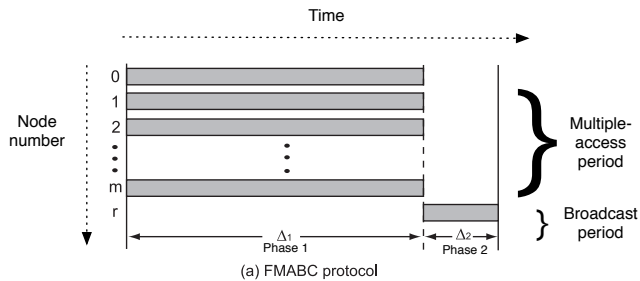 Time
Node
number
0
1
2
m
r
Multiple-
access
period
Broadcast
period
Δ1
Phase 1
Δ2
Phase 2
(a) FMABC protocol